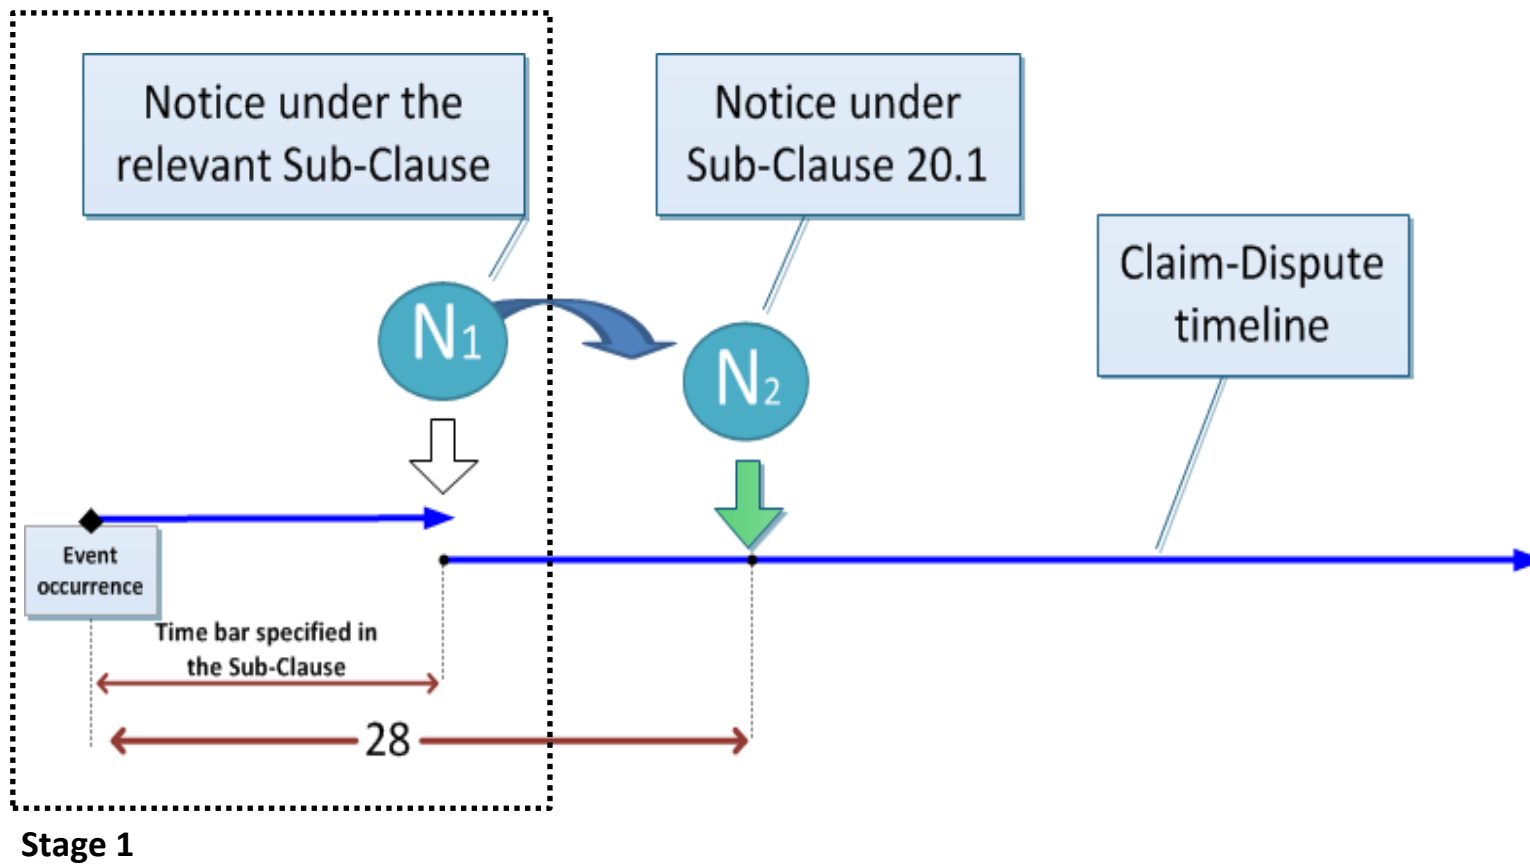 Notice under the
relevant Sub-Clause
Notice under
Sub-Clause 20.1
Claim-Dispute
timeline
N1
N2
Event
occurrence
Time bar specified in
the Sub-Clause
28
Stage 1